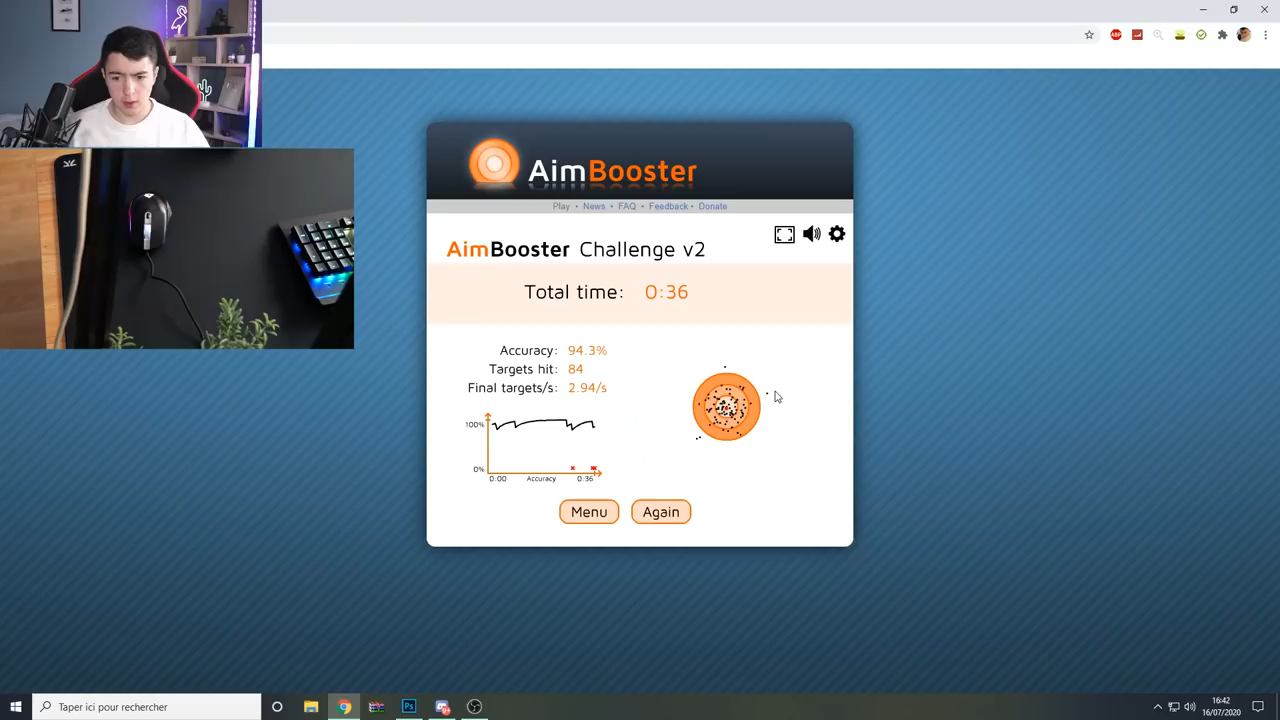 ABP
AimBooster
Play • News • FAQ • Feedback • Donate
AimBooster Challenge v2
Total time: 0:36
Accuracy: 94.3%
Targets hit: 84
Final targets/s: 2.94/s
100%
0%
0:00 Accuracy 0:36
Menu Again
Taper ici pour rechercher
Ps
16:42
16/07/2020